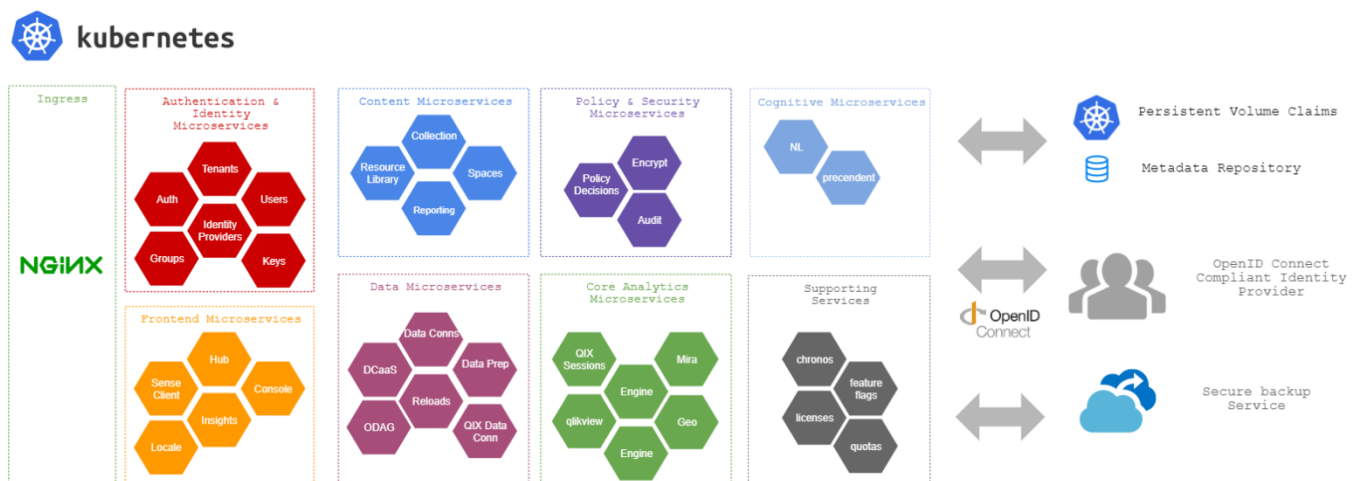 kubernetes
Ingress
NGiNX
Authentication &
Identity
Microservices
Tenants
Auth
Users
Identity
Providers
Groups
Keys
Content Microservices
Collection
Resource
Library
Spaces
Reporting
Policy & Security
Microservices
Encrypt
Policy
Decisions
Audit
Cognitive Microservices
NL
precendent
Persistent Volume Claims
Metadata Repository
Frontend Microservices
Hub
Sense
Client
Console
Insights
Locale
Data Microservices
Data Conns
DCaaS
Data Prep
Reloads
ODAG
QIX Data
Conn
Core Analytics
Microservices
QIX
Sessions
Mira
Engine
qlikview
Geo
Engine
Supporting
Services
chronos
feature
flags
licenses
quotas
OpenID
Connect
OpenID Connect
Compliant Identity
Provider
Secure backup
Service